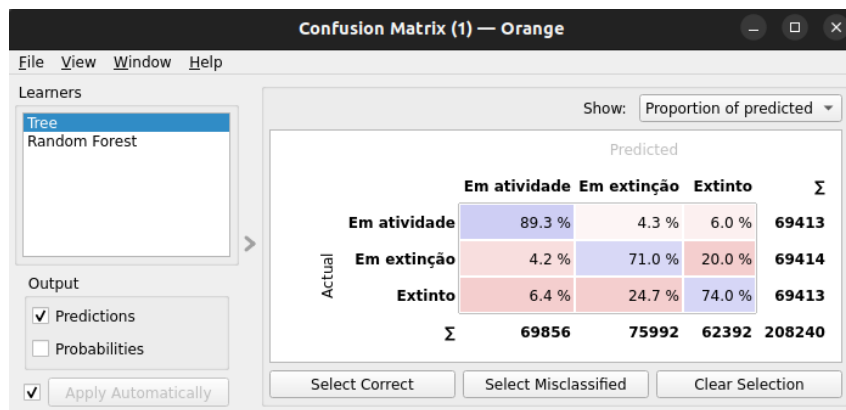 Confusion Matrix (1) — Orange
File View Window Help
Learners
Tree
Random Forest
Output
Predictions
Probabilities
Apply Automatically
Show: Proportion of predicted
Predicted
Em atividade Em extinção Extinto Σ
Actual
Em atividade 89.3 % 4.3 % 6.0 % 69413
Em extinção 4.2 % 71.0 % 20.0 % 69414
Extinto 6.4 % 24.7 % 74.0 % 69413
Σ 69856 75992 62392 208240
Select Correct Select Misclassified Clear Selection